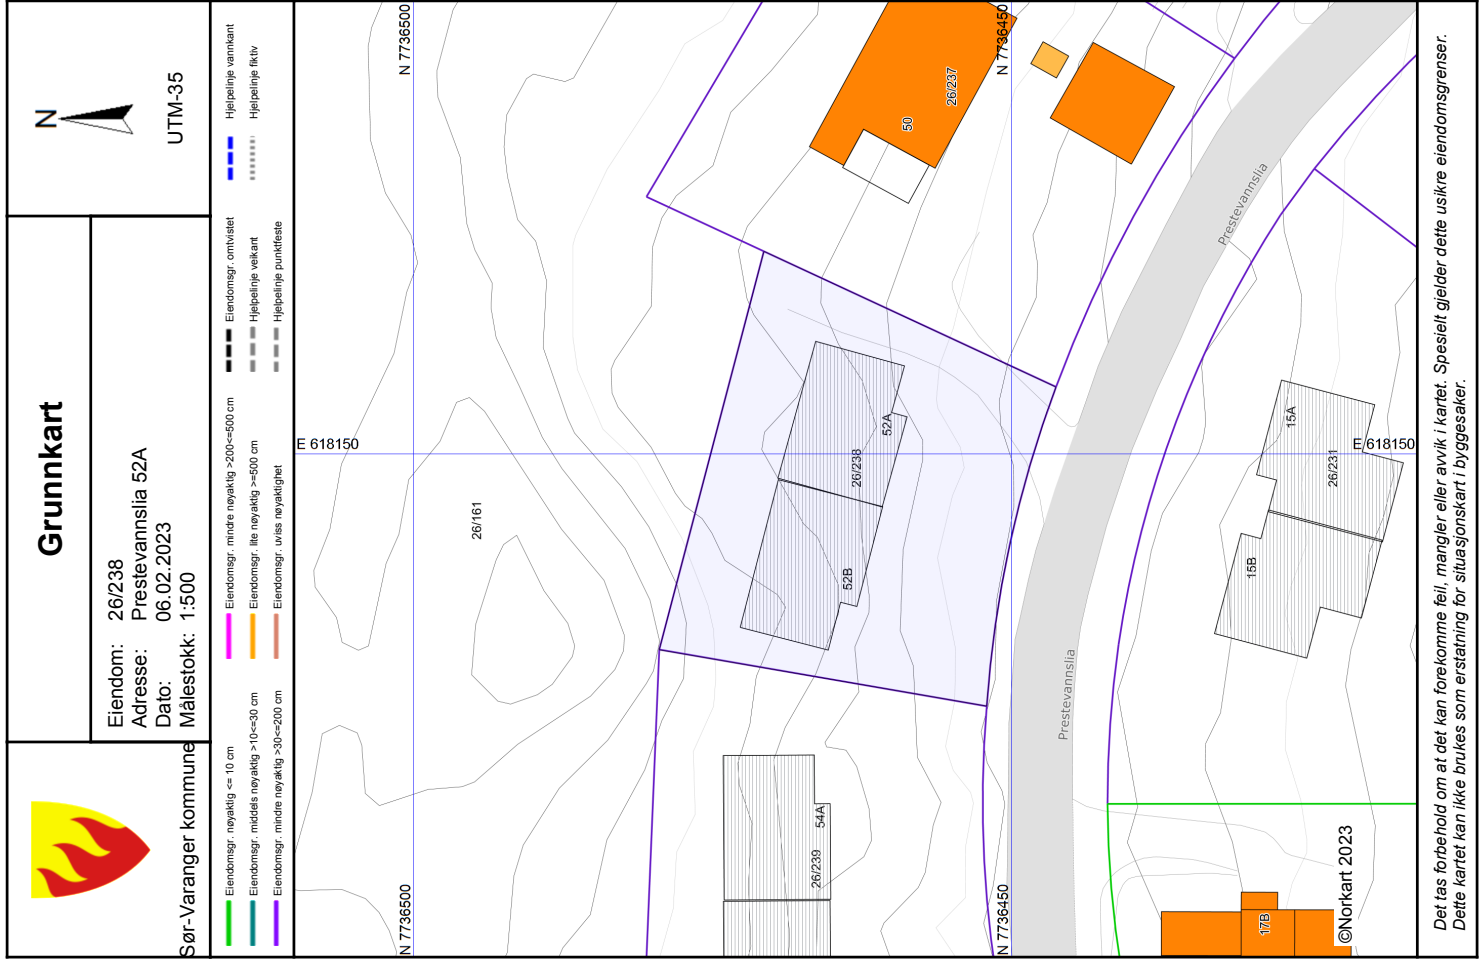 Sør-Varanger kommune
Grunnkart
Eiendom: 26/238
Adresse: Prestevannslia 52A
Dato: 06.02.2023
Målestokk: 1:500
N
UTM-35
Eiendomsgr. nøyaktig <= 10 cm
Eiendomsgr. middels nøyaktig >10<=30 cm
Eiendomsgr. mindre nøyaktig >30<=200 cm
Eiendomsgr. mindre nøyaktig >200<=500 cm
Eiendomsgr. lite nøyaktig >=500 cm
Eiendomsgr. uviss nøyaktighet
Eiendomsgr. omtvistet
Hjelpelinje veikant
Hjelpelinje punktfeste
Hjelpelinje vannkant
Hjelpelinje fiktiv
N 7736500
N 7736500
N 7736450
N 7736450
E 618150
E 618150
26/161
26/237
50
52A
26/238
52B
54A
26/239
15A
26/231
15B
17B
Prestevannslia
Prestevannslia
©Norkart 2023
Det tas forbehold om at det kan forekomme feil, mangler eller avvik i kartet. Spesielt gjelder dette usikre eiendomsgrenser.
Dette kartet kan ikke brukes som erstatning for situasjonskart i byggesaker.